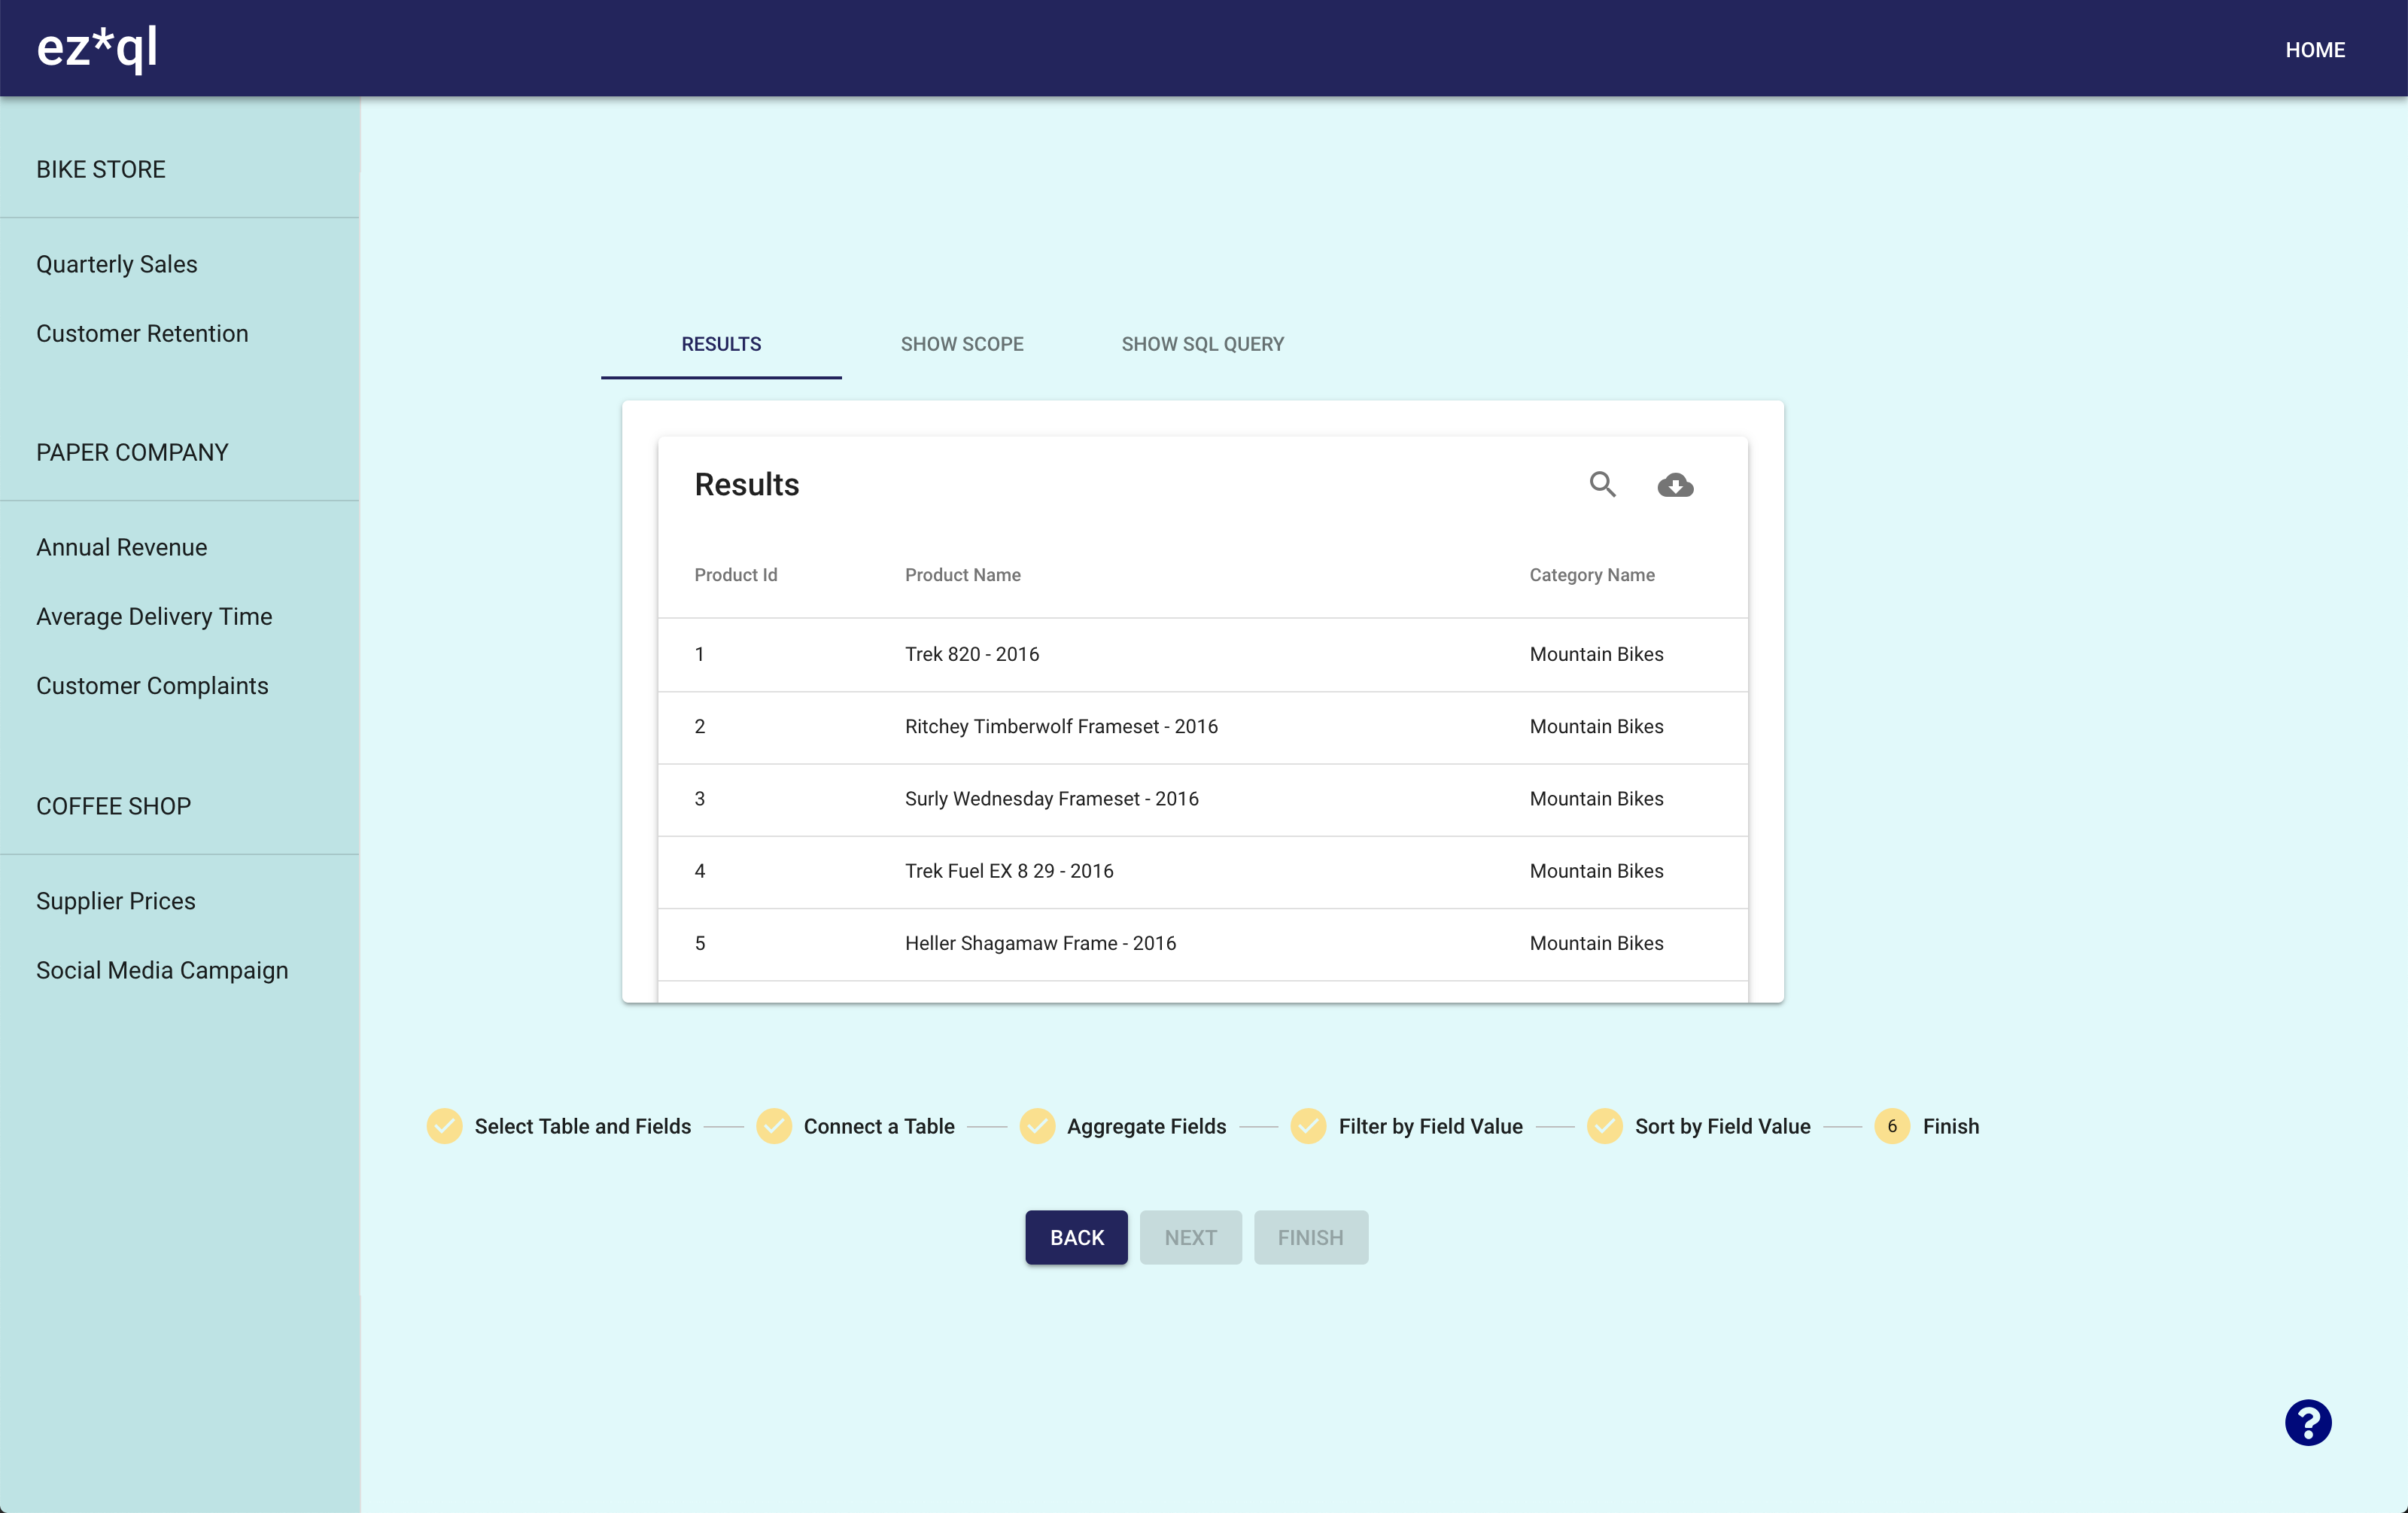 ez*ql
HOME
BIKE STORE
Quarterly Sales
Customer Retention
PAPER COMPANY
Annual Revenue
Average Delivery Time
Customer Complaints
COFFEE SHOP
Supplier Prices
Social Media Campaign
RESULTS SHOW SCOPE SHOW SQL QUERY
Results
Product Id Product Name Category Name
1 Trek 820 - 2016 Mountain Bikes
2 Ritchey Timberwolf Frameset - 2016 Mountain Bikes
3 Surly Wednesday Frameset - 2016 Mountain Bikes
4 Trek Fuel EX 8 29 - 2016 Mountain Bikes
5 Heller Shagamaw Frame - 2016 Mountain Bikes
Select Table and Fields Connect a Table Aggregate Fields Filter by Field Value Sort by Field Value 6 Finish
BACK NEXT FINISH
?